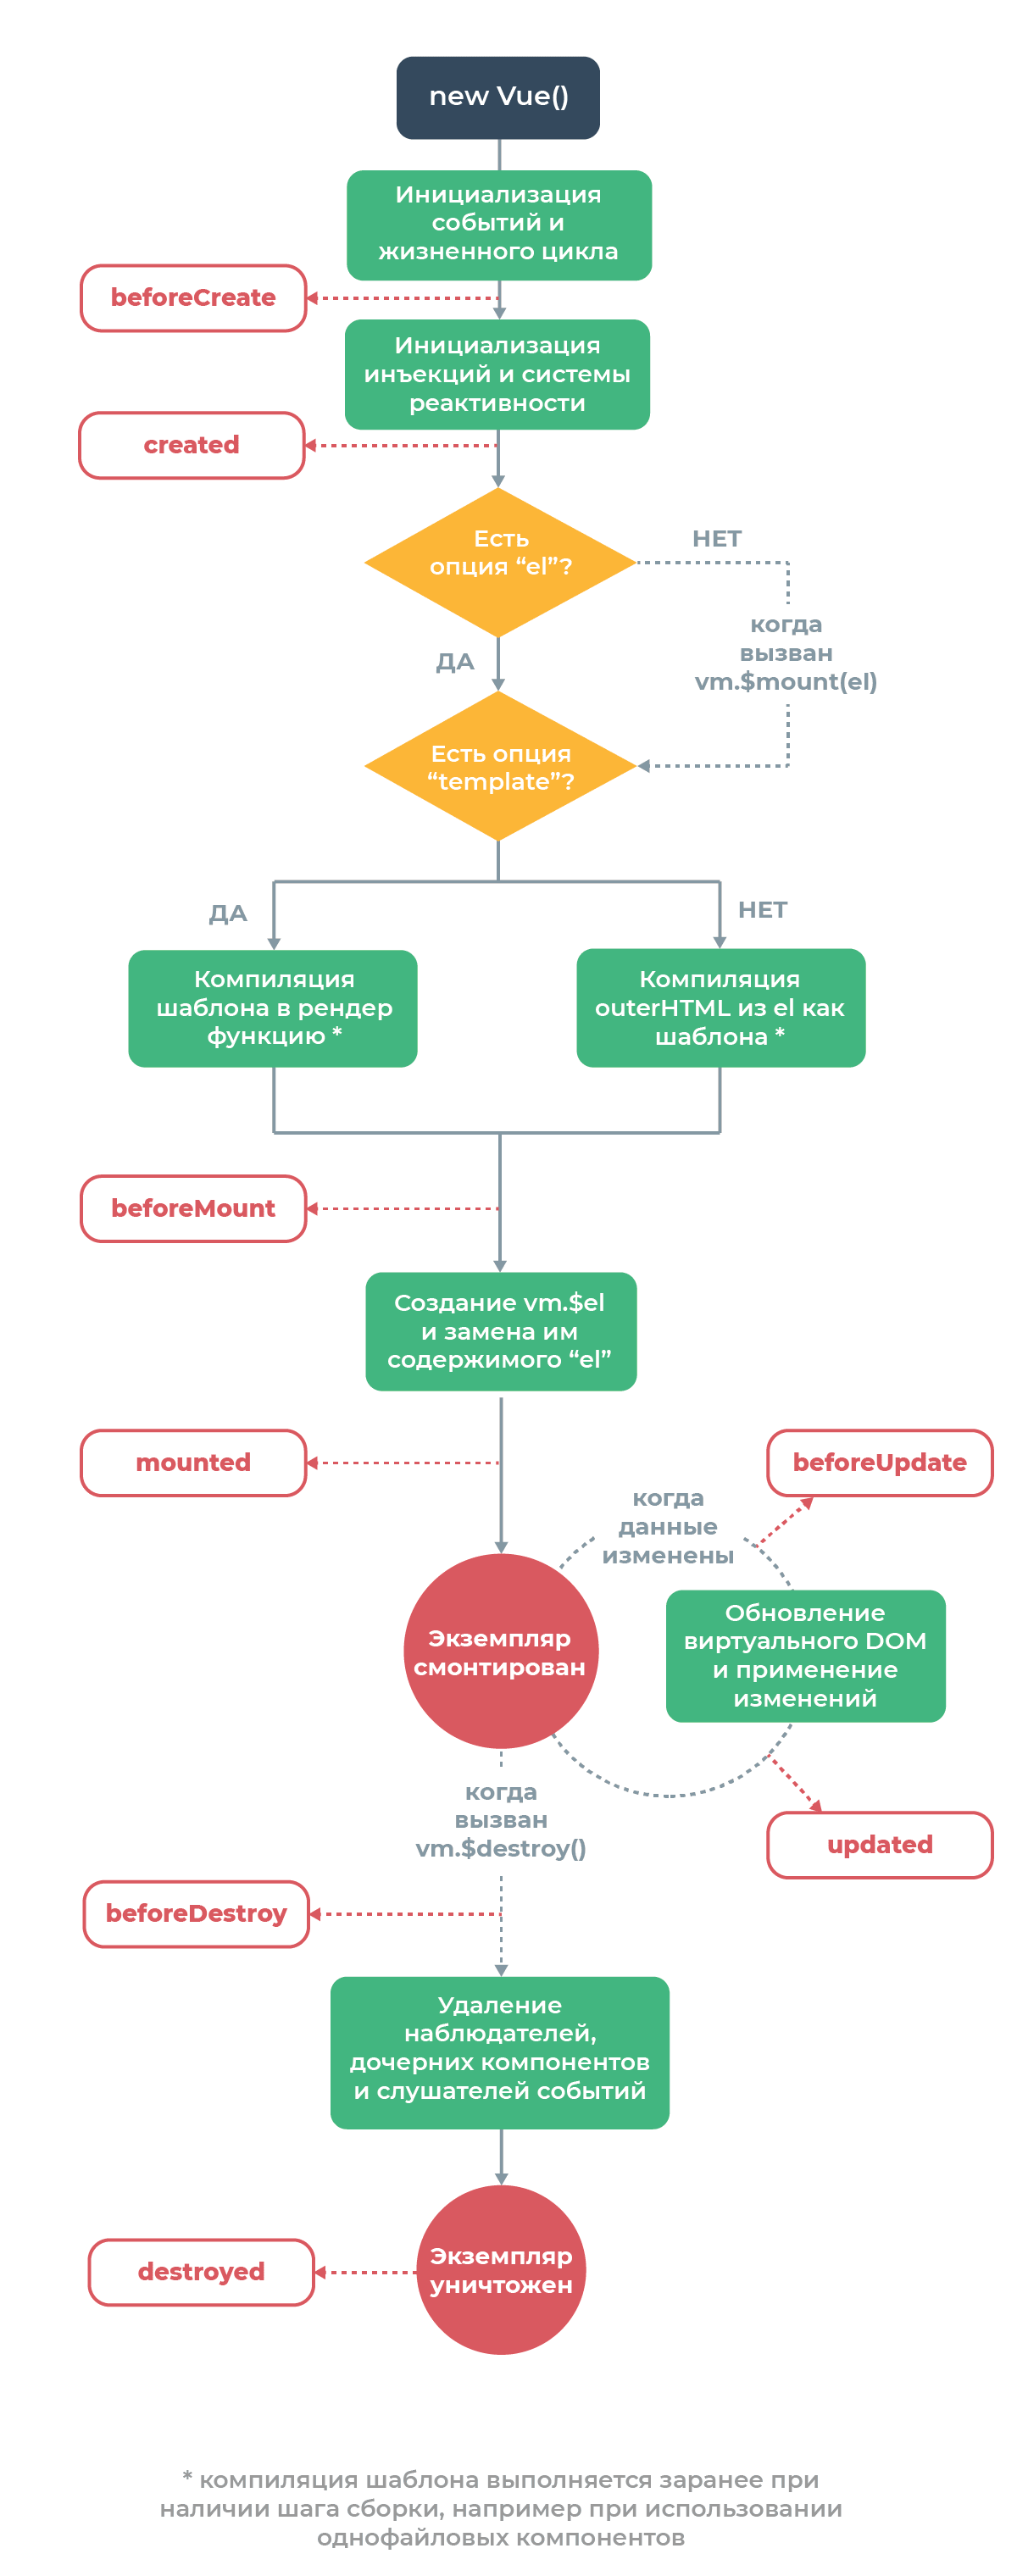 new Vue()
Инициализация
событий и
жизненного цикла
beforeCreate
Инициализация
инъекций и системы
реактивности
created
Есть
опция “el”?
НЕТ
когда
вызван
vm.$mount(el)
ДА
Есть опция
“template”?
ДА
НЕТ
Компиляция
шаблона в рендер
функцию *
Компиляция
outerHTML из el как
шаблона *
beforeMount
Создание vm.$el
и замена им
содержимого “el”
mounted
beforeUpdate
когда
данные
изменены
Экземпляр
смонтирован
Обновление
виртуального DOM
и применение
изменений
когда
вызван
vm.$destroy()
updated
beforeDestroy
Удаление
наблюдателей,
дочерних компонентов
и слушателей событий
Экземпляр
уничтожен
destroyed
* компиляция шаблона выполняется заранее при
наличии шага сборки, например при использовании
однофайловых компонентов